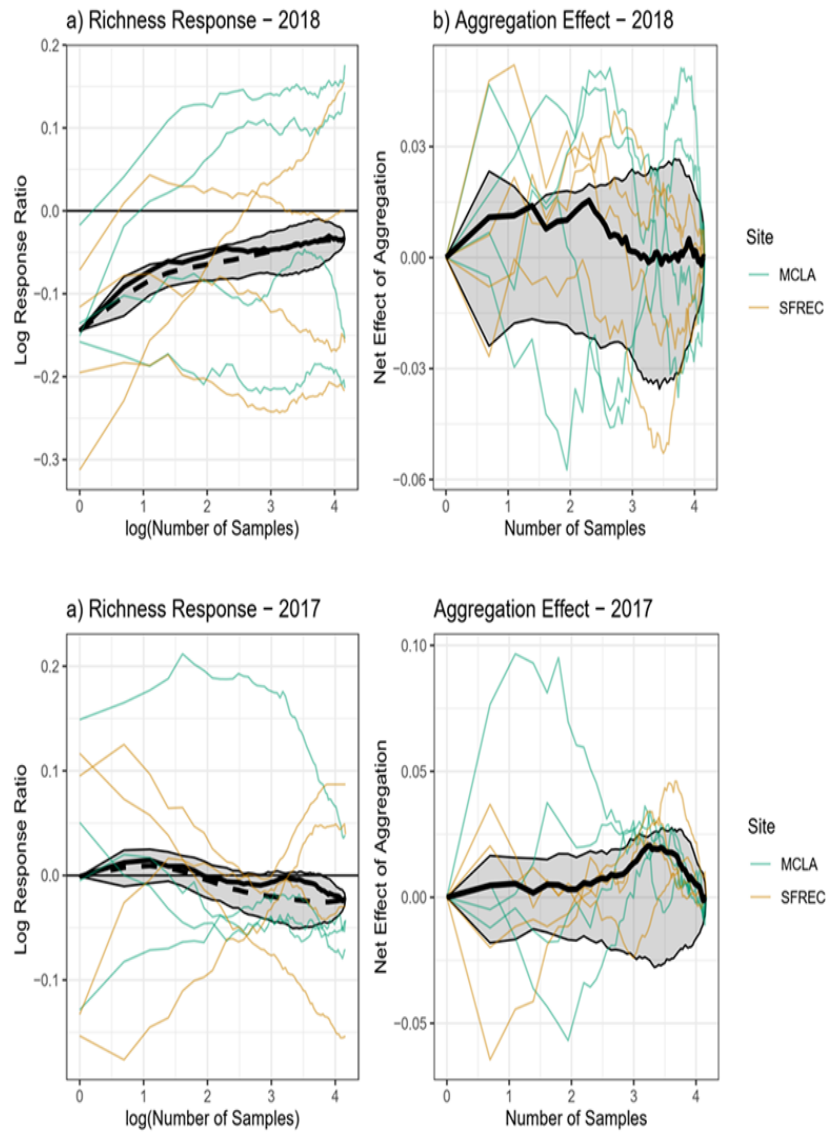 a) Richness Response − 2018
b) Aggregation Effect − 2018
0.2
0.1
0.0
−0.1
−0.2
−0.3
Log Response Ratio
0 1 2 3 4
log(Number of Samples)
0.03
0.00
−0.03
−0.06
Net Effect of Aggregation
0 1 2 3 4
Number of Samples
Site
MCLA
SFREC
a) Richness Response − 2017
Aggregation Effect − 2017
0.2
0.1
0.0
−0.1
Log Response Ratio
0 1 2 3 4
log(Number of Samples)
0.10
0.05
0.00
−0.05
Net Effect of Aggregation
0 1 2 3 4
Number of Samples
Site
MCLA
SFREC